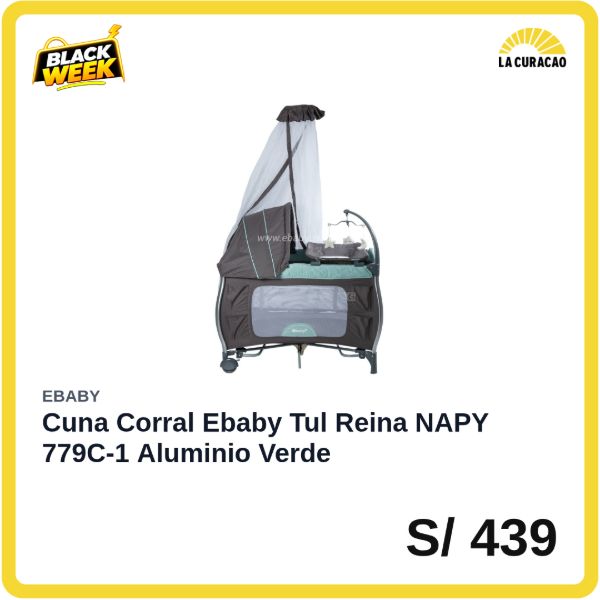 BLACK
WEEK
LA CURACAO
EBABY
Cuna Corral Ebaby Tul Reina NAPY
779C-1 Aluminio Verde
S/ 439